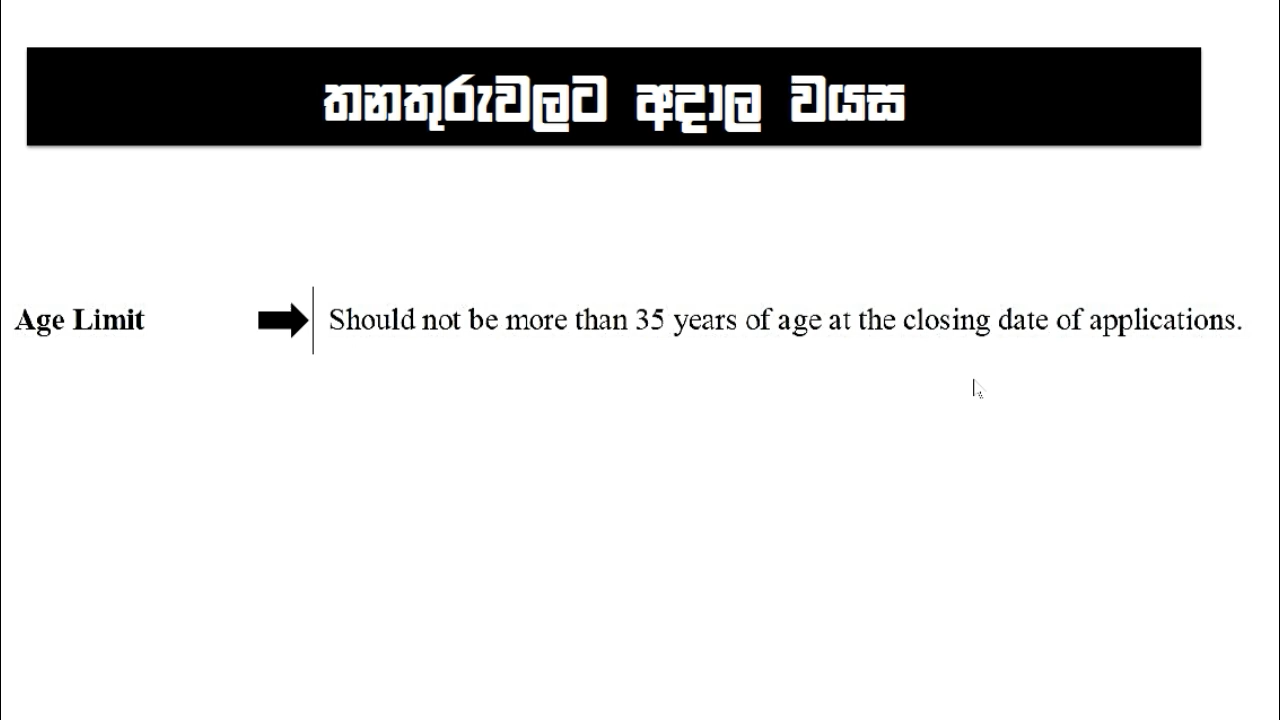 තනතුරුවලට අදාල වයස
Age Limit Should not be more than 35 years of age at the closing date of applications.